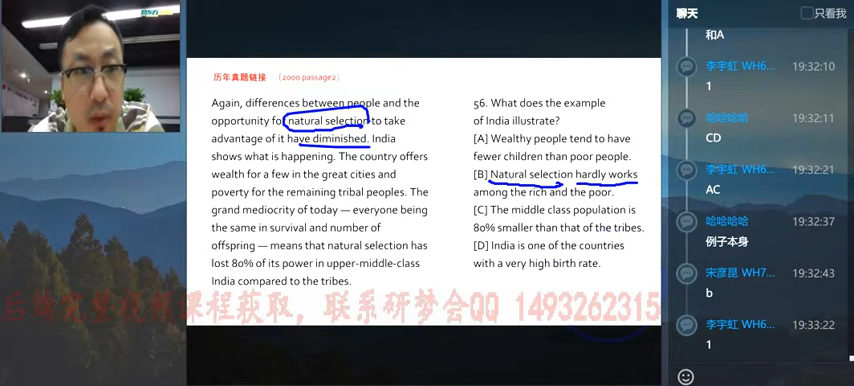 历年真题链接 〔2000 passage2〕
Again, differences between people and the
opportunity for natural selection to take
advantage of it have diminished. India
shows what is happening. The country offers
wealth for a few in the great cities and
poverty for the remaining tribal peoples. The
grand mediocrity of today — everyone being
the same in survival and number of
offspring — means that natural selection has
lost 80% of its power in upper-middle-class
India compared to the tribes.
56. What does the example
of India illustrate?
[A] Wealthy people tend to have
fewer children than poor people.
[B] Natural selection hardly works
among the rich and the poor.
[C] The middle class population is
80% smaller than that of the tribes.
[D] India is one of the countries
with a very high birth rate.
后续完整视频课程获取，联系研梦会QQ 1493262315
聊天
只看我
和A
李宇虹 WH6... 19:32:10
1
哈哈哈哈 19:32:11
CD
李宇虹 WH6... 19:32:21
AC
哈哈哈哈 19:32:37
例子本身
宋彦昆 WH7... 19:32:43
b
李宇虹 WH6... 19:33:22
1